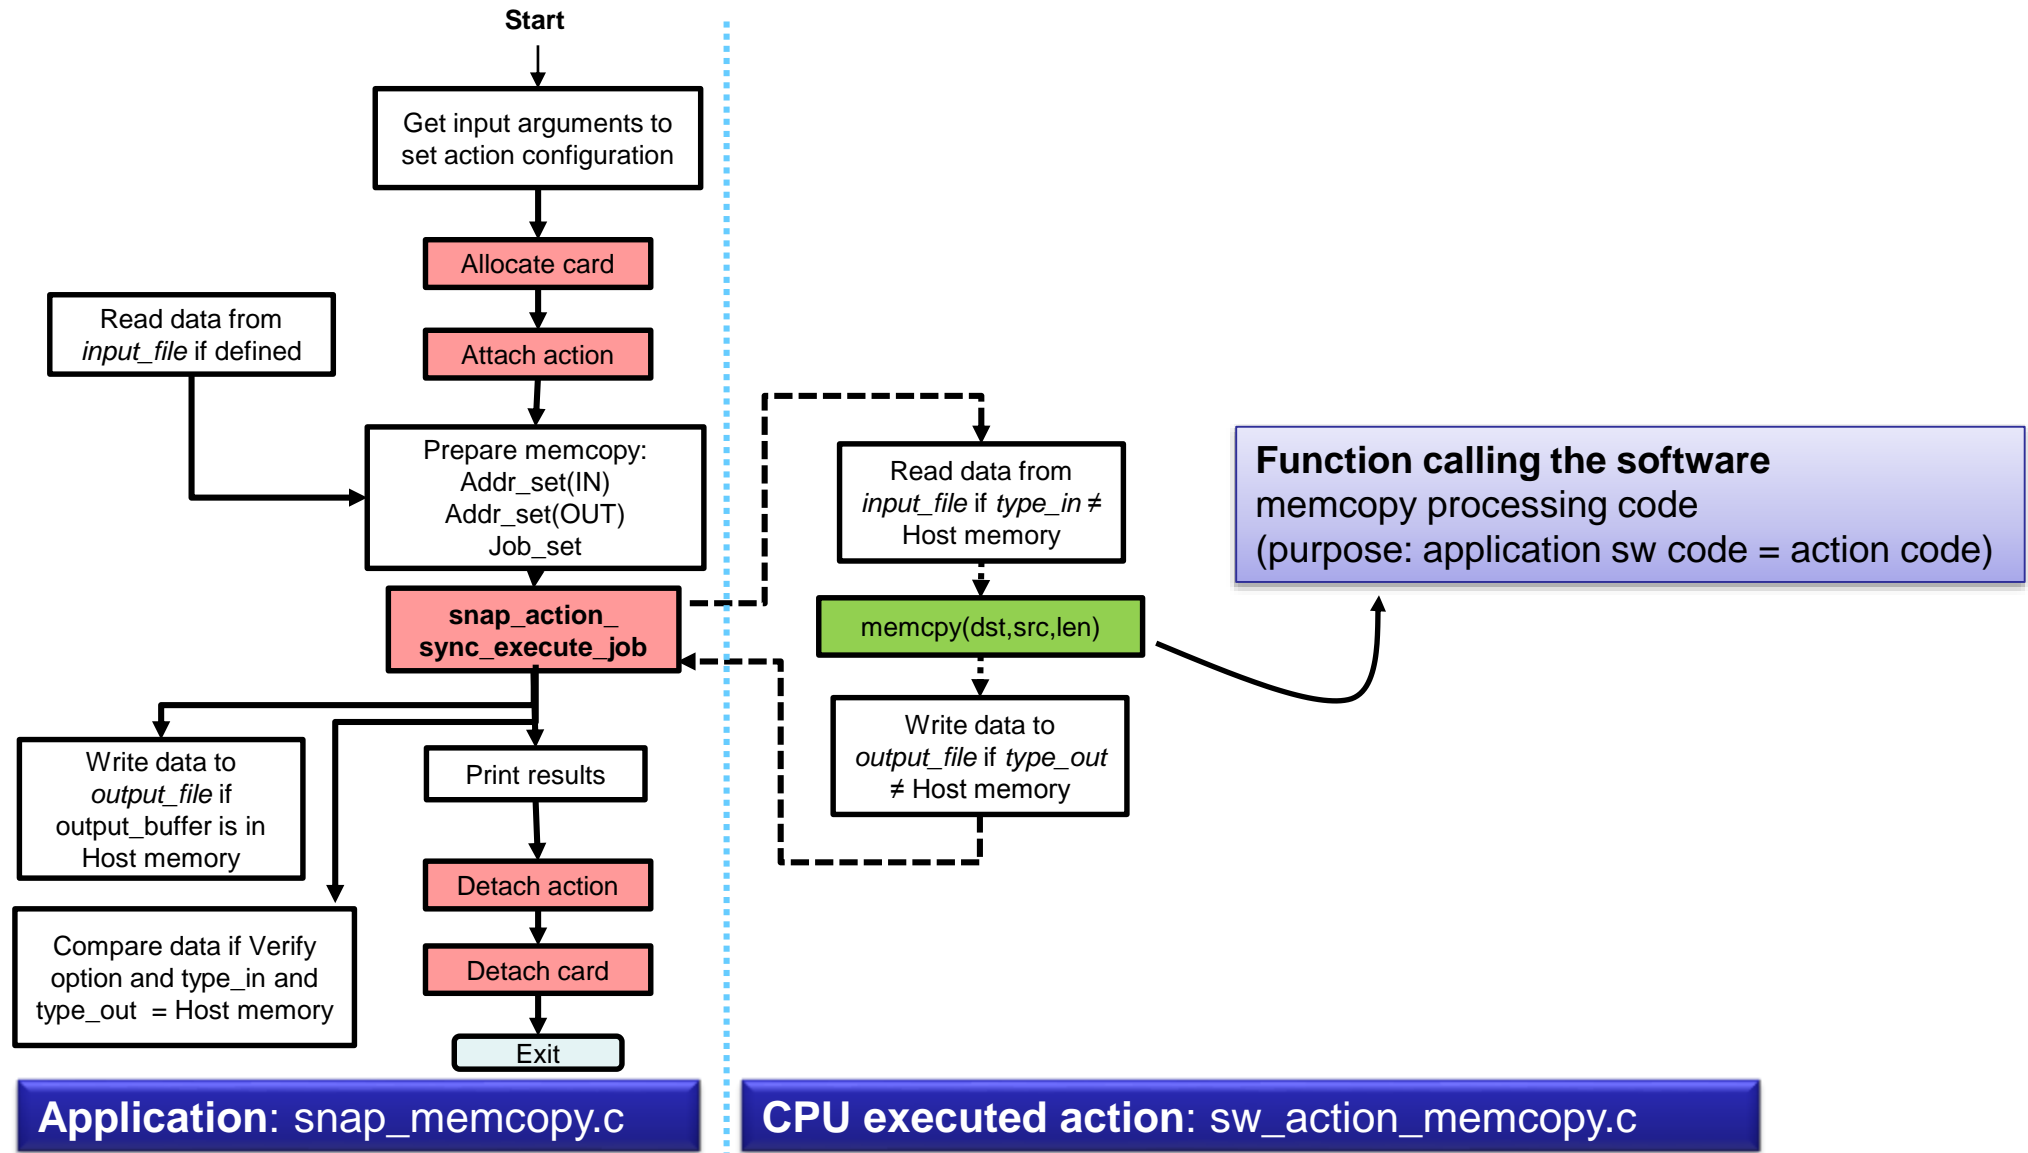 Start
Get input arguments to
set action configuration
Allocate card
Read data from
input_file if defined
Attach action
Prepare memcopy:
Addr_set(IN)
Addr_set(OUT)
Job_set
snap_action_
sync_execute_job
Write data to
output_file if
output_buffer is in
Host memory
Print results
Compare data if Verify
option and type_in and
type_out = Host memory
Detach action
Detach card
Exit
Application: snap_memcopy.c
Read data from
input_file if type_in ≠
Host memory
memcpy(dst,src,len)
Write data to
output_file if type_out
≠ Host memory
Function calling the software
memcopy processing code
(purpose: application sw code = action code)
CPU executed action: sw_action_memcopy.c